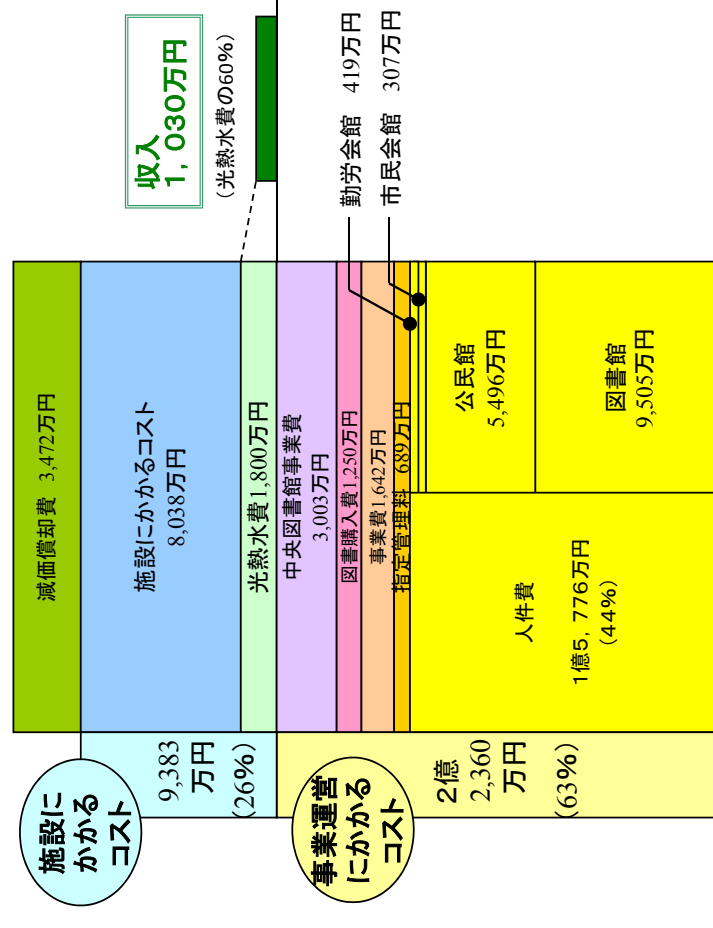 収入
1，030万円
（光熱水費の60％）
減価償却費 3,472万円
施設にかかるコスト
8,038万円
光熱水費1,800万円
中央図書館事業費
3,003万円
図書購入費1,250万円
事業費1,642万円
指定管理料 689万円
勤労会館 419万円
市民会館 307万円
公民館
5,496万円
図書館
9,505万円
人件費
1億5，776万円
（44％）
施設に
かかる
コスト
9,383
万円
(26%)
事業運営
にかかる
コスト
2億
2,360
万円
(63%)